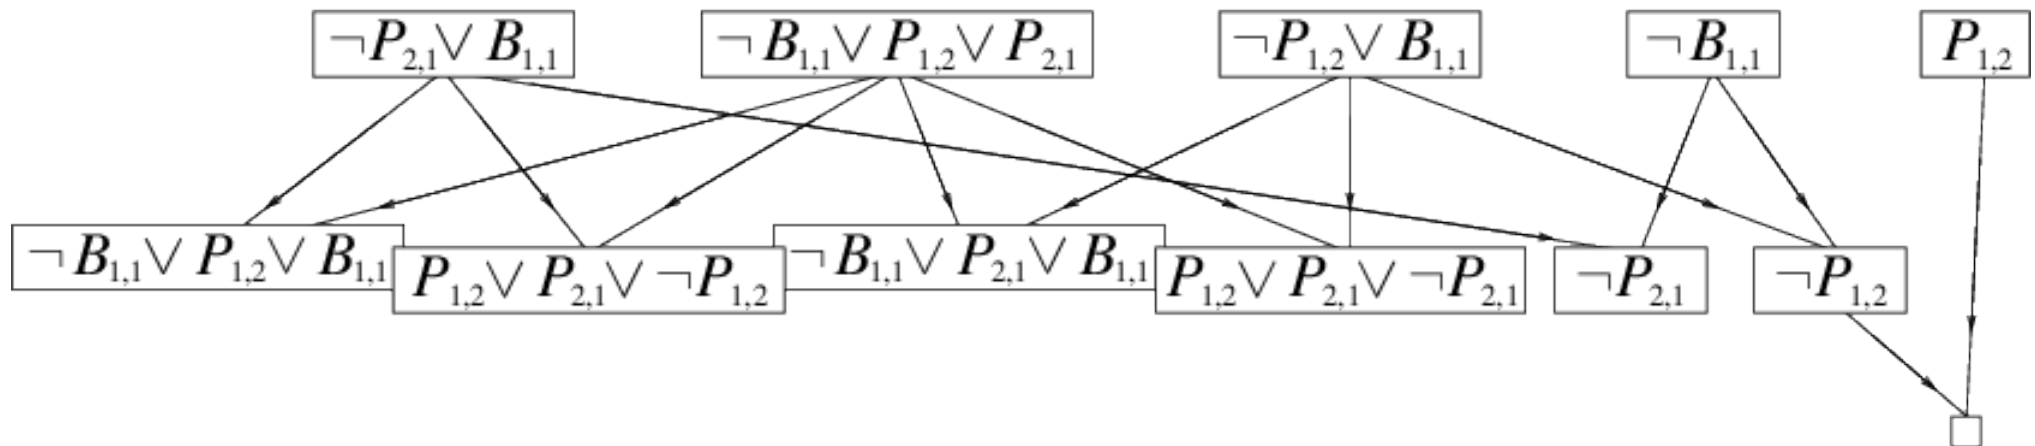 ¬P2,1 ∨ B1,1
¬B1,1 ∨ P1,2 ∨ P2,1
¬P1,2 ∨ B1,1
¬B1,1
P1,2
¬B1,1 ∨ P1,2 ∨ B1,1
P1,2 ∨ P2,1 ∨ ¬P1,2
¬B1,1 ∨ P2,1 ∨ B1,1
P1,2 ∨ P2,1 ∨ ¬P2,1
¬P2,1
¬P1,2